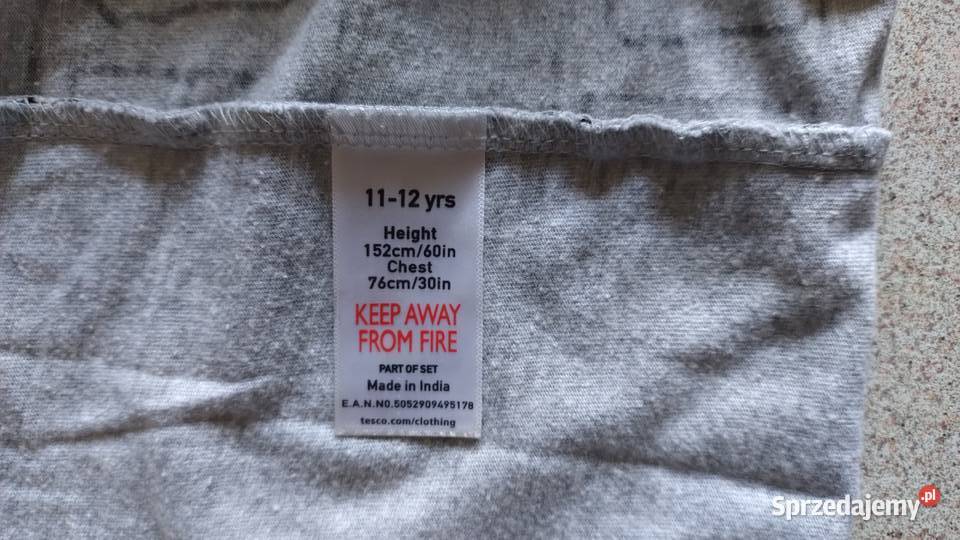 11-12 yrs
Height
152cm/60in
Chest
76cm/30in
KEEP AWAY
FROM FIRE
PART OF SET
Made in India
E.A.N.NO.5052909495178
tesco.com/clothing
Sprzedajemy.pl